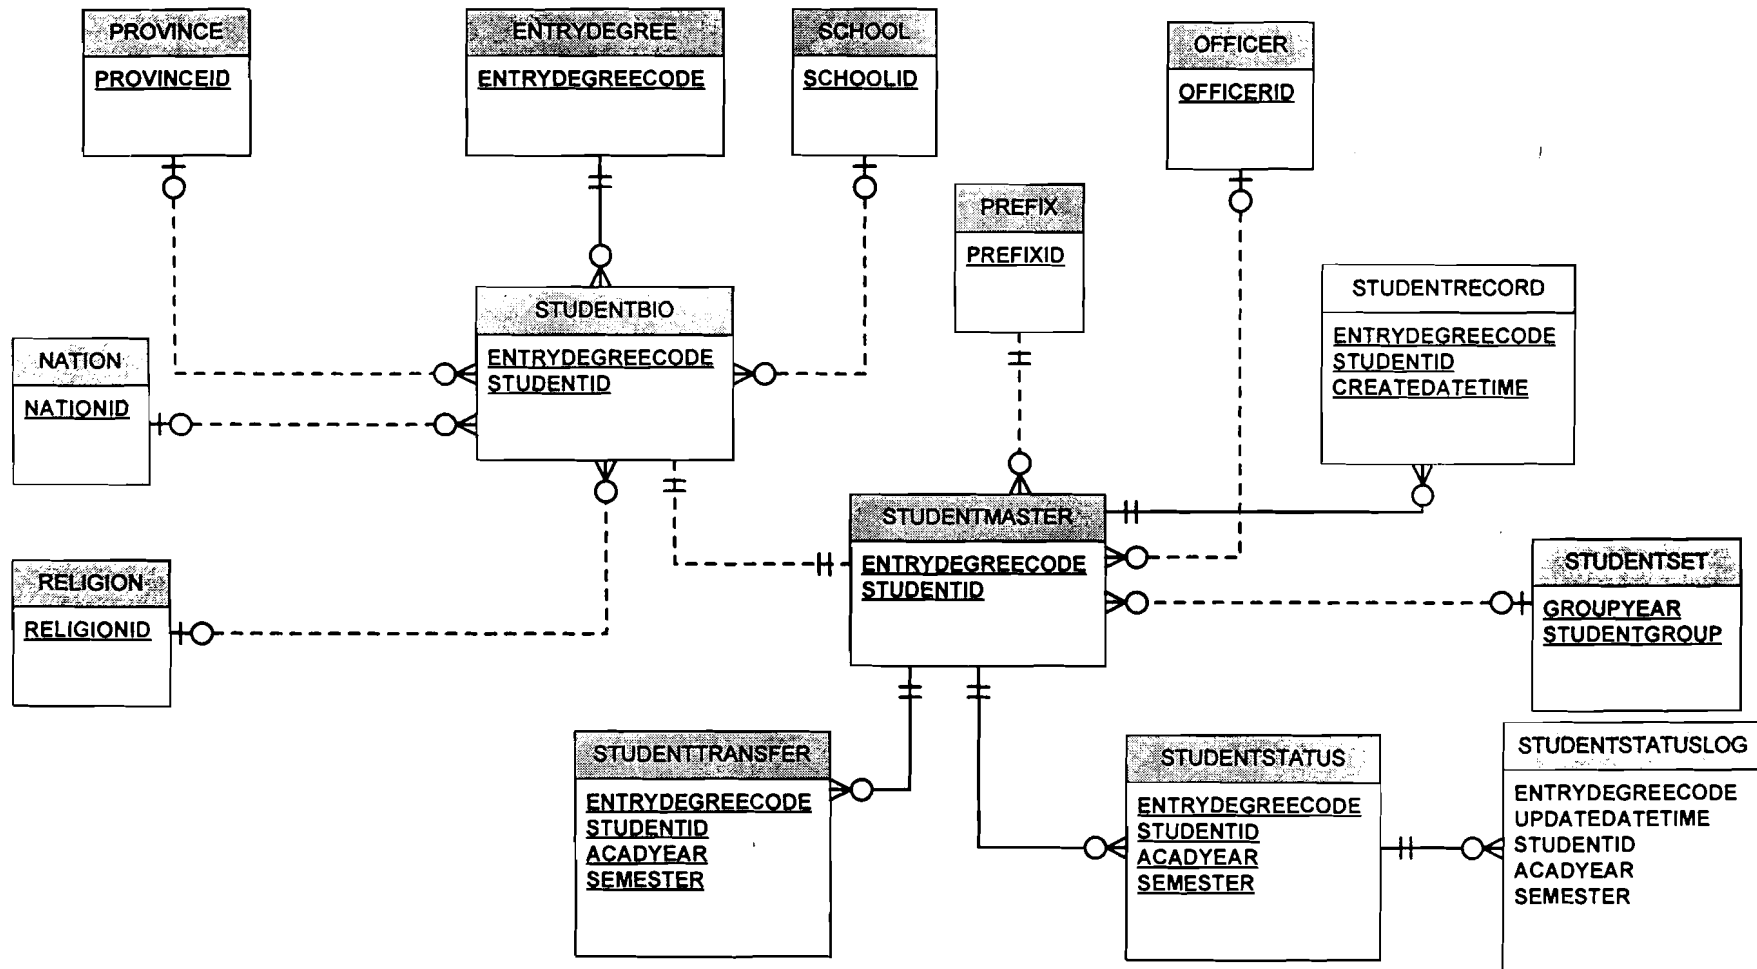 PROVINCE
PROVINCEID
ENTRYDEGREE
ENTRYDEGREECODE
SCHOOL
SCHOOLID
OFFICER
OFFICERID
PREFIX
PREFIXID
STUDENTRECORD
ENTRYDEGREECODE
STUDENTID
CREATEDATETIME
STUDENTBIO
ENTRYDEGREECODE
STUDENTID
NATION
NATIONID
STUDENTMASTER
ENTRYDEGREECODE
STUDENTID
STUDENTSET
GROUPYEAR
STUDENTGROUP
RELIGION
RELIGIONID
STUDENTTRANSFER
ENTRYDEGREECODE
STUDENTID
ACADYEAR
SEMESTER
STUDENTSTATUS
ENTRYDEGREECODE
STUDENTID
ACADYEAR
SEMESTER
STUDENTSTATUSLOG
ENTRYDEGREECODE
UPDATEDATETIME
STUDENTID
ACADYEAR
SEMESTER